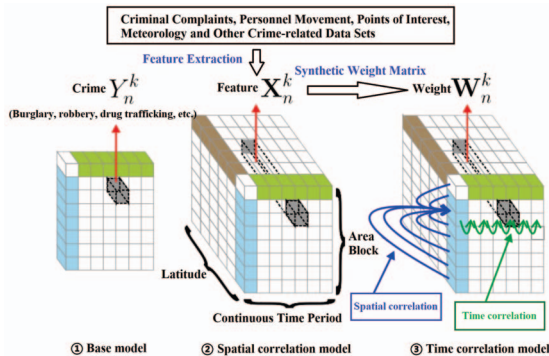 Criminal Complaints, Personnel Movement, Points of Interest,
Meteorology and Other Crime-related Data Sets
Feature Extraction
Synthetic Weight Matrix
Crime Y_n^k
(Burglary, robbery, drug trafficking, etc.)
Feature X_n^k
Weight W_n^k
Area
Block
Latitude
Continuous Time Period
Spatial correlation
Time correlation
① Base model
② Spatial correlation model
③ Time correlation model